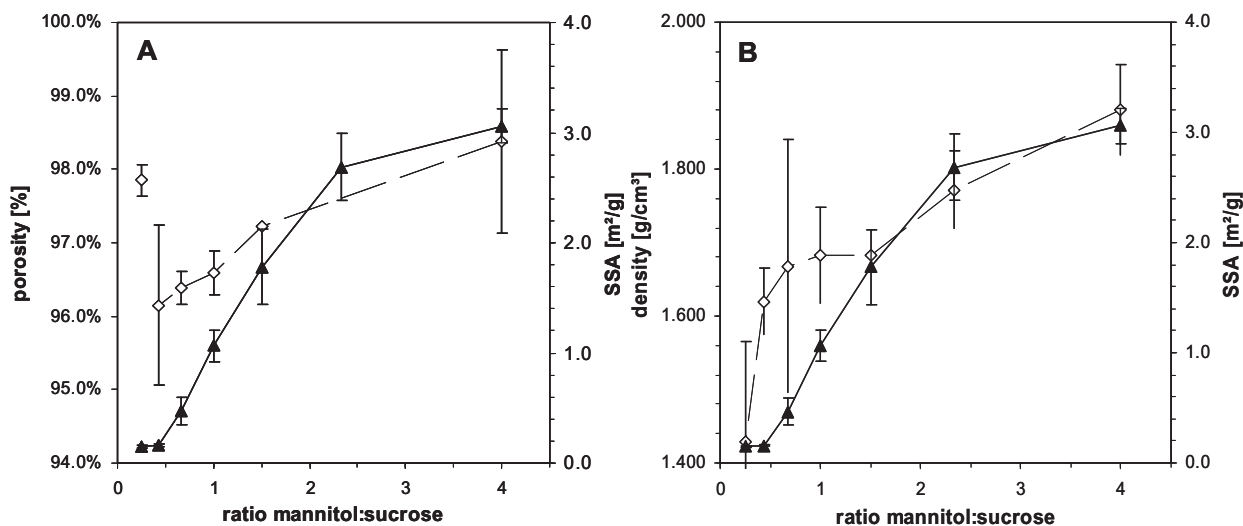 A
100.0%
99.0%
98.0%
97.0%
96.0%
95.0%
94.0%
porosity [%]
4.0
3.0
2.0
1.0
0.0
SSA [m²/g]
0 1 2 3 4
ratio mannitol:sucrose
B
2.000
1.800
1.600
1.400
density [g/cm³]
4.0
3.0
2.0
1.0
0.0
SSA [m²/g]
0 1 2 3 4
ratio mannitol:sucrose